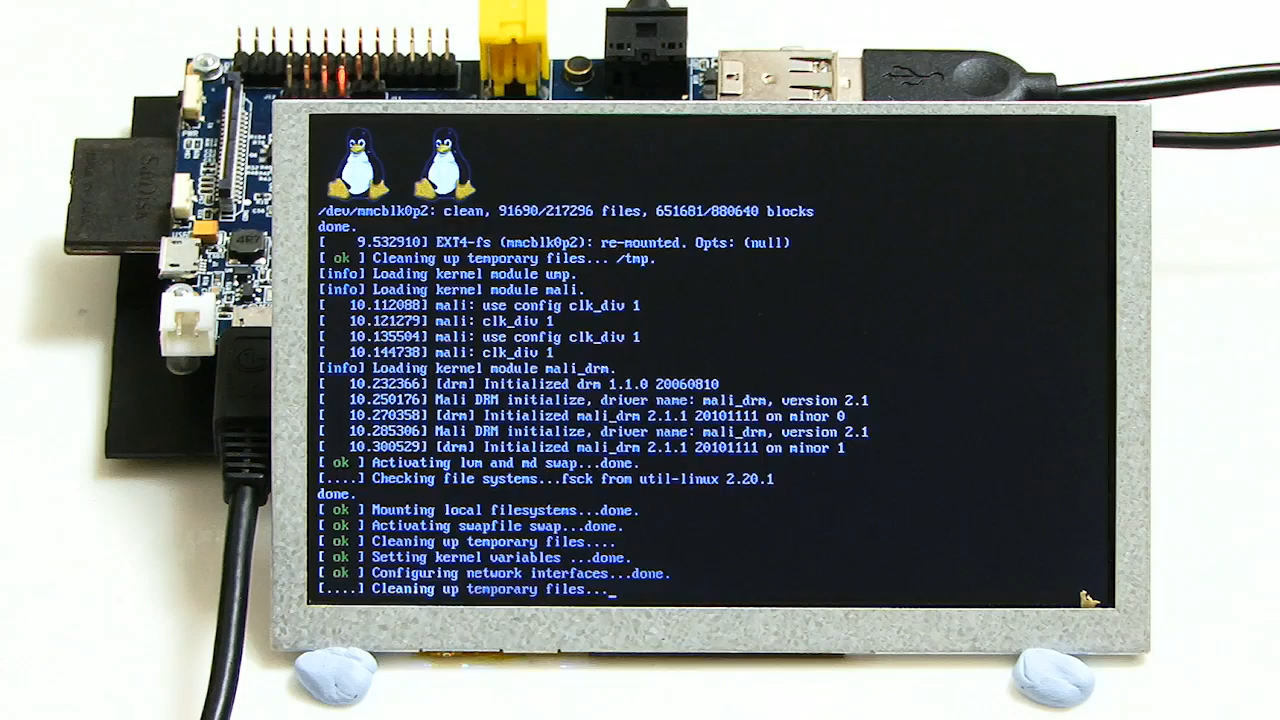 /dev/mmcblk0p2: clean, 91690/217296 files, 651681/880640 blocks
done.
[    9.532910] EXT4-fs (mmcblk0p2): re-mounted. Opts: (null)
[ ok ] Cleaning up temporary files... /tmp.
[info] Loading kernel module ump.
[info] Loading kernel module mali.
[   10.112088] mali: use config clk_div 1
[   10.121279] mali: clk_div 1
[   10.135504] mali: use config clk_div 1
[   10.144738] mali: clk_div 1
[info] Loading kernel module mali_drm.
[   10.232366] [drm] Initialized drm 1.1.0 20060810
[   10.250176] Mali DRM initialize, driver name: mali_drm, version 2.1
[   10.270358] [drm] Initialized mali_drm 2.1.1 20101111 on minor 0
[   10.285306] Mali DRM initialize, driver name: mali_drm, version 2.1
[   10.300529] [drm] Initialized mali_drm 2.1.1 20101111 on minor 1
[ ok ] Activating lvm and md swap...done.
[....] Checking file systems...fsck from util-linux 2.20.1
done.
[ ok ] Mounting local filesystems...done.
[ ok ] Activating swapfile swap...done.
[ ok ] Cleaning up temporary files....
[ ok ] Setting kernel variables ...done.
[ ok ] Configuring network interfaces...done.
[....] Cleaning up temporary files..._
SanDisk
PWR
4R7